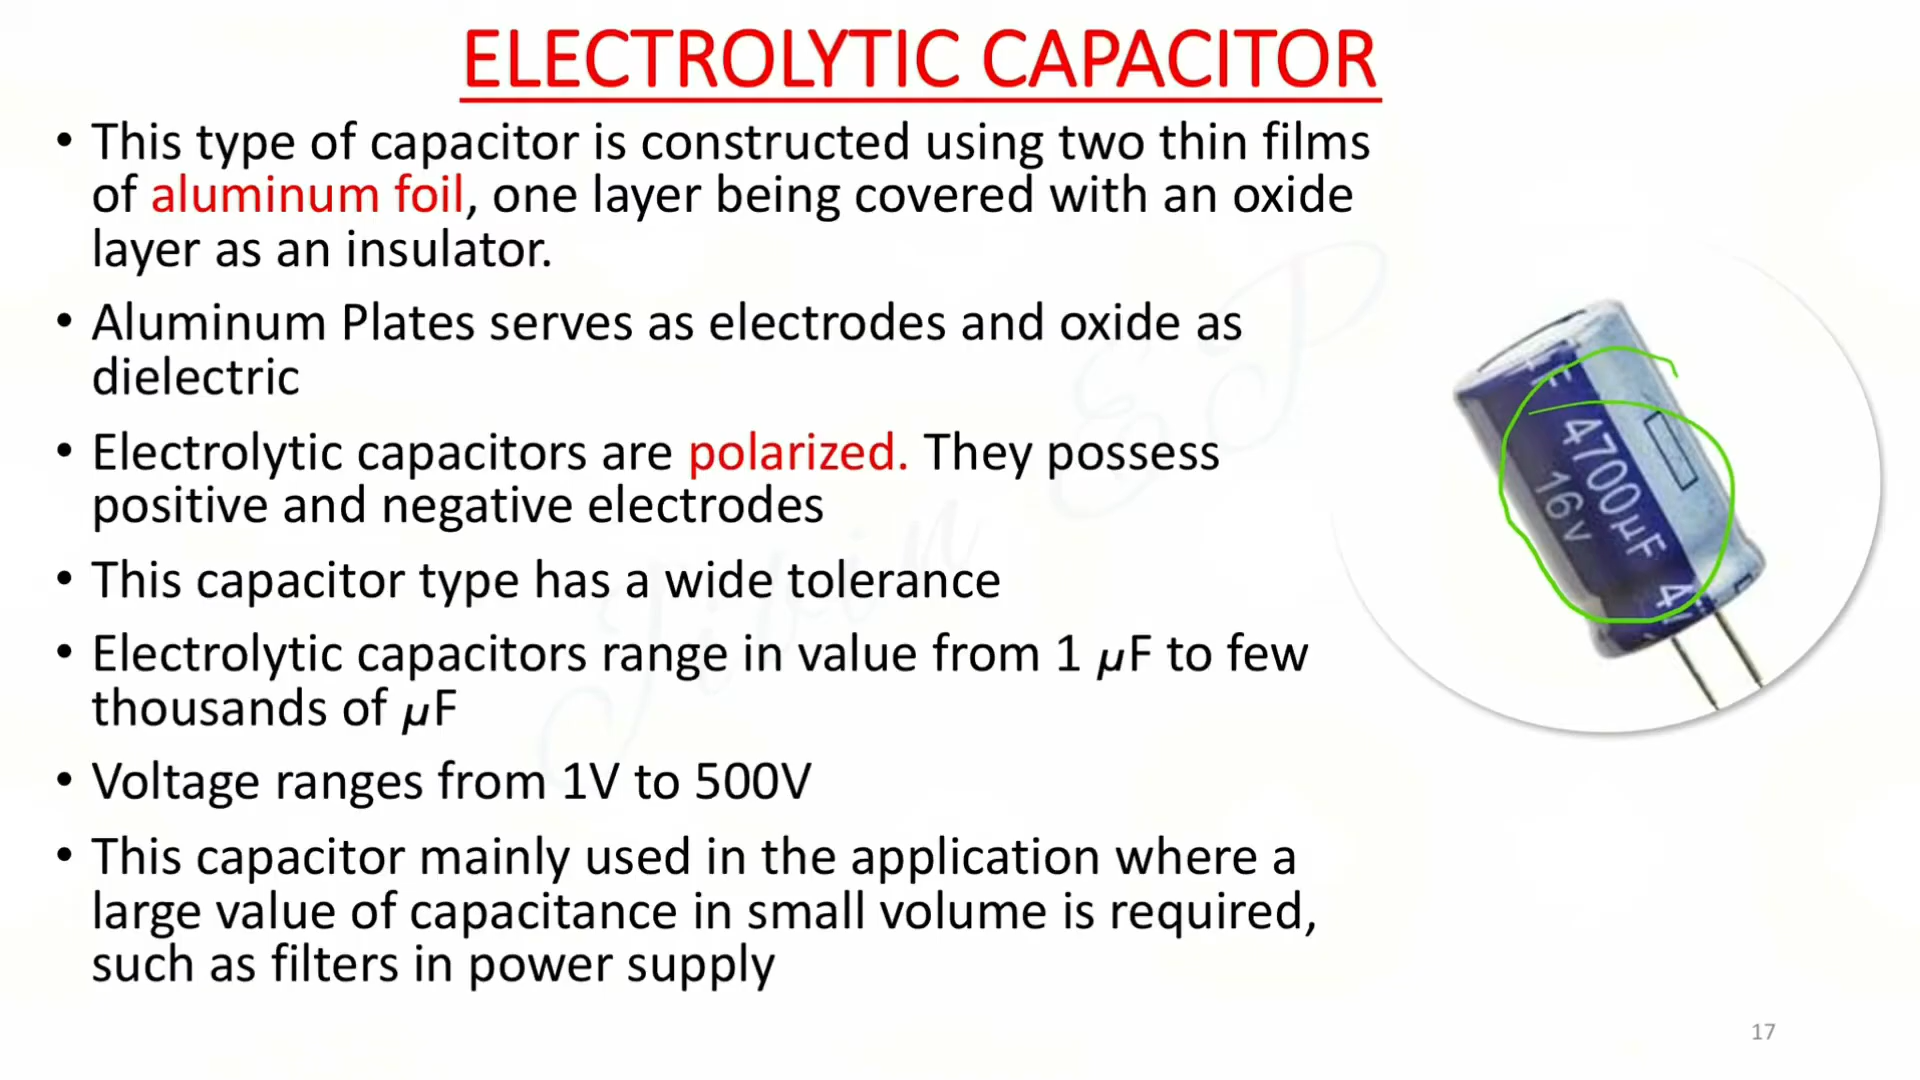 ELECTROLYTIC CAPACITOR
• This type of capacitor is constructed using two thin films
of aluminum foil, one layer being covered with an oxide
layer as an insulator.
• Aluminum Plates serves as electrodes and oxide as
dielectric
• Electrolytic capacitors are polarized. They possess
positive and negative electrodes
• This capacitor type has a wide tolerance
• Electrolytic capacitors range in value from 1 µF to few
thousands of µF
• Voltage ranges from 1V to 500V
• This capacitor mainly used in the application where a
large value of capacitance in small volume is required,
such as filters in power supply
4700µF
16V
Jibin EP
17